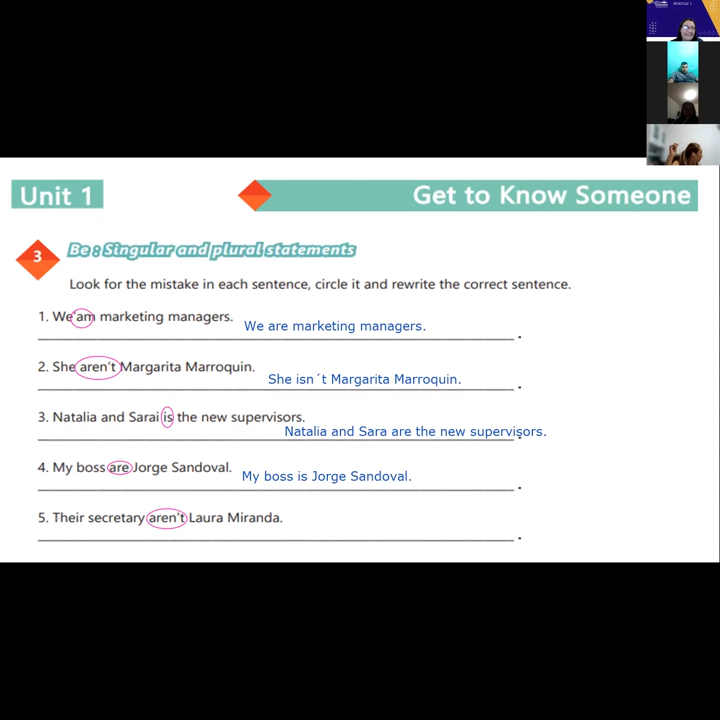 MODULE 1
Unit 1
Get to Know Someone
3
Be : Singular and plural statements
Look for the mistake in each sentence, circle it and rewrite the correct sentence.
1. We'am marketing managers.
We are marketing managers.
2. She aren't Margarita Marroquin.
She isn´t Margarita Marroquin.
3. Natalia and Sarai is the new supervisors.
Natalia and Sara are the new supervisors.
4. My boss are Jorge Sandoval.
My boss is Jorge Sandoval.
5. Their secretary aren't Laura Miranda.